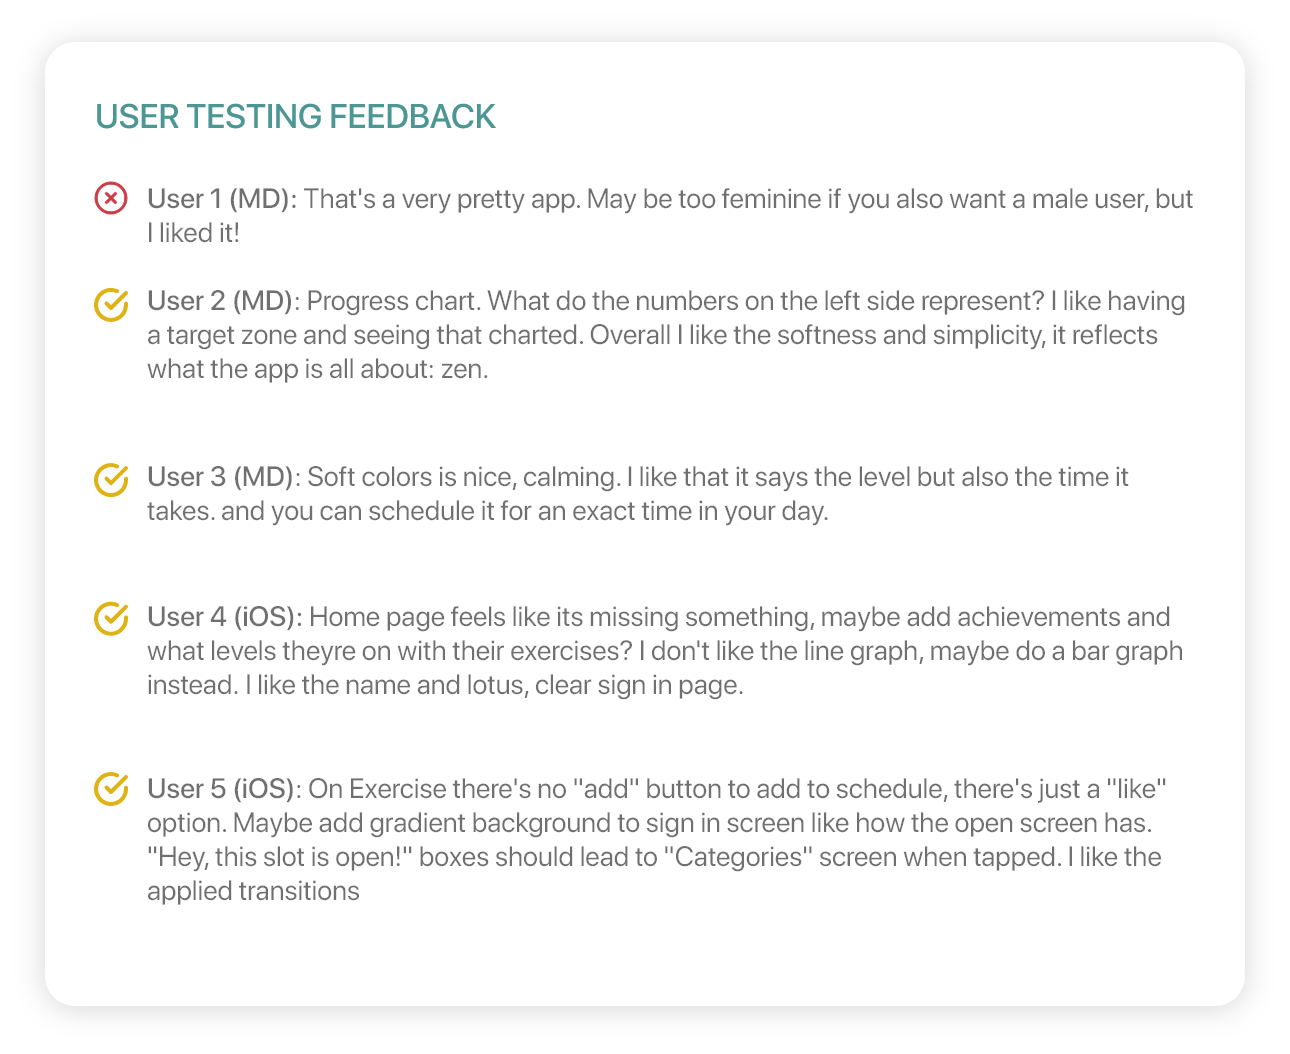 USER TESTING FEEDBACK
User 1 (MD): That's a very pretty app. May be too feminine if you also want a male user, but
I liked it!
User 2 (MD): Progress chart. What do the numbers on the left side represent? I like having
a target zone and seeing that charted. Overall I like the softness and simplicity, it reflects
what the app is all about: zen.
User 3 (MD): Soft colors is nice, calming. I like that it says the level but also the time it
takes. and you can schedule it for an exact time in your day.
User 4 (iOS): Home page feels like its missing something, maybe add achievements and
what levels theyre on with their exercises? I don't like the line graph, maybe do a bar graph
instead. I like the name and lotus, clear sign in page.
User 5 (iOS): On Exercise there's no "add" button to add to schedule, there's just a "like"
option. Maybe add gradient background to sign in screen like how the open screen has.
"Hey, this slot is open!" boxes should lead to "Categories" screen when tapped. I like the
applied transitions